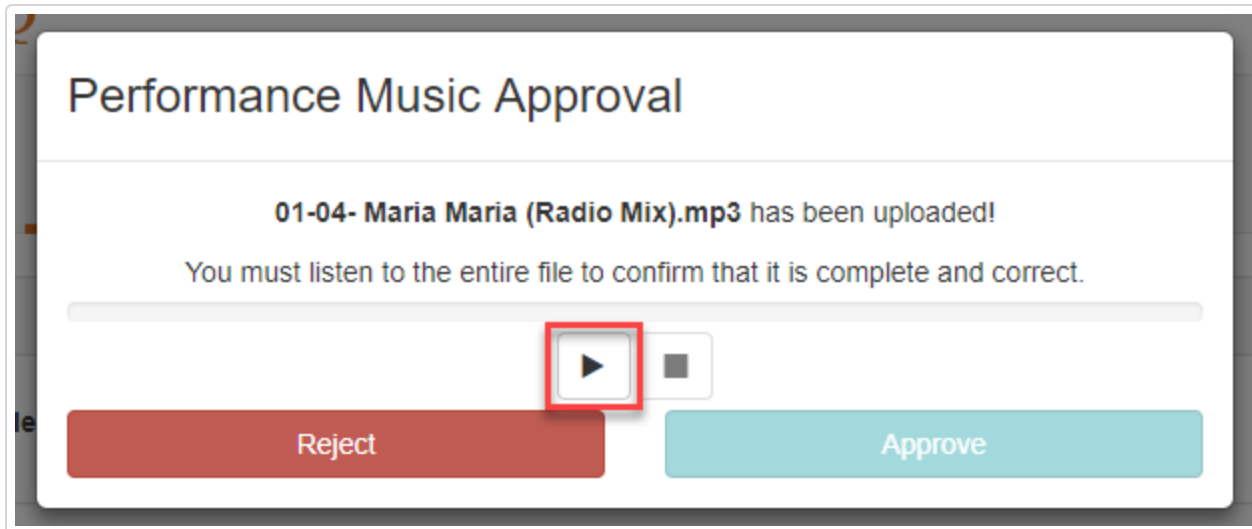 Performance Music Approval
01-04- Maria Maria (Radio Mix).mp3 has been uploaded!
You must listen to the entire file to confirm that it is complete and correct.
le
Reject
Approve